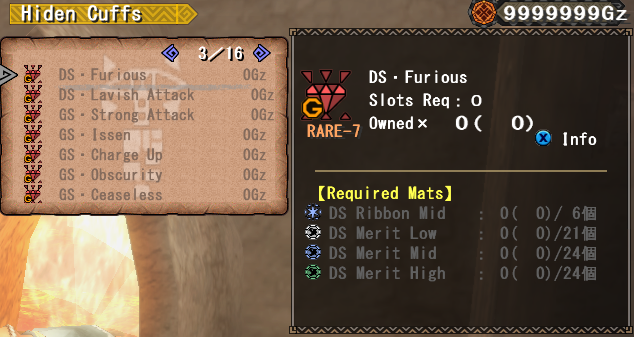 Hiden Cuffs
9999999Gz
3/16
DS・Furious 0Gz
DS・Lavish Attack 0Gz
GS・Strong Attack 0Gz
GS・Issen 0Gz
GS・Charge Up 0Gz
GS・Obscurity 0Gz
GS・Ceaseless 0Gz
G
RARE-7
DS・Furious
Slots Req : 0
Owned× 0( 0)
X Info
【Required Mats】
DS Ribbon Mid : 0( 0)/ 6個
DS Merit Low : 0( 0)/21個
DS Merit Mid : 0( 0)/24個
DS Merit High : 0( 0)/24個